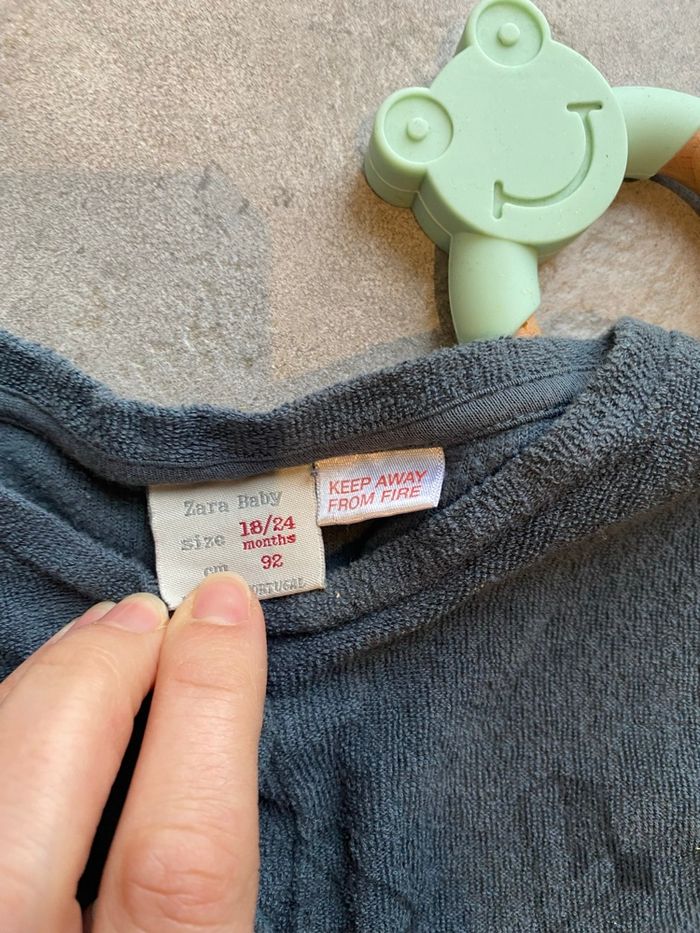 Zara Baby
size 18/24
months
cm 92
KEEP AWAY
FROM FIRE